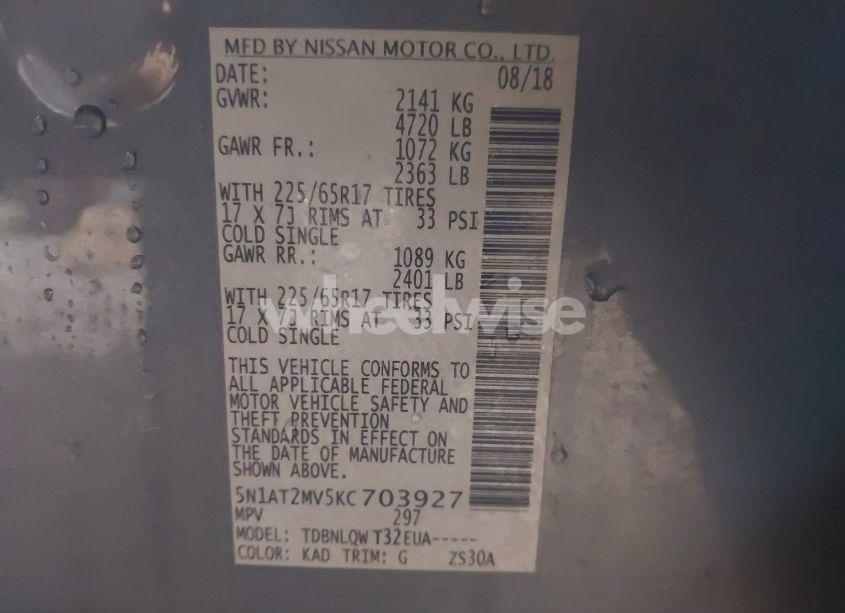 MFD BY NISSAN MOTOR CO., LTD.
DATE: 08/18
GVWR: 2141 KG
4720 LB
GAWR FR.: 1072 KG
2363 LB
WITH 225/65R17 TIRES
17 X 7J RIMS AT 33 PSI
COLD SINGLE
GAWR RR.: 1089 KG
2401 LB
WITH 225/65R17 TIRES
17 X 7J RIMS AT 33 PSI
COLD SINGLE
wheelwise
THIS VEHICLE CONFORMS TO
ALL APPLICABLE FEDERAL
MOTOR VEHICLE SAFETY AND
THEFT PREVENTION
STANDARDS IN EFFECT ON
THE DATE OF MANUFACTURE
SHOWN ABOVE.
5N1AT2MV5KC703927
MPV 297
MODEL: TDBNLQW T32EUA-----
COLOR: KAD TRIM: G ZS30A